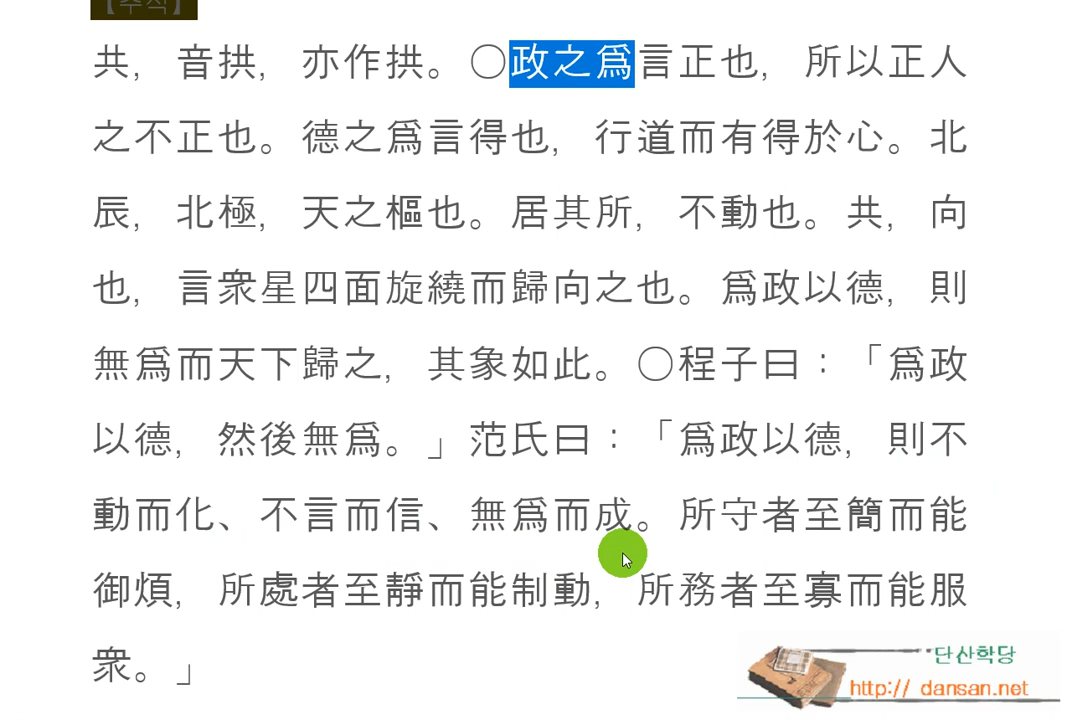 【주석】
共, 音拱, 亦作拱。○政之爲言正也, 所以正人
之不正也。德之爲言得也, 行道而有得於心。北
辰, 北極, 天之樞也。居其所, 不動也。共, 向
也, 言衆星四面旋繞而歸向之也。爲政以德, 則
無爲而天下歸之, 其象如此。○程子曰：「爲政
以德, 然後無爲。」范氏曰：「爲政以德, 則不
動而化、不言而信、無爲而成。所守者至簡而能
御煩, 所處者至靜而能制動, 所務者至寡而能服
衆。」
단산학당
http:// dansan.net